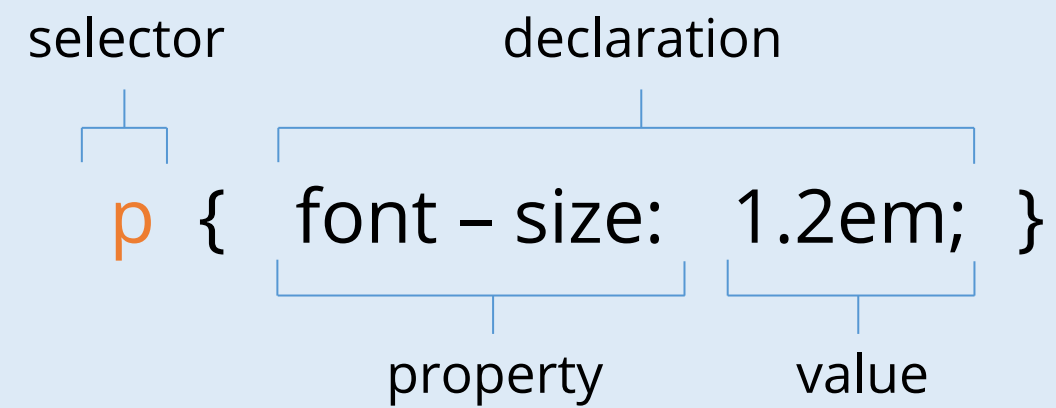 selector declaration
p { font – size: 1.2em; }
property value